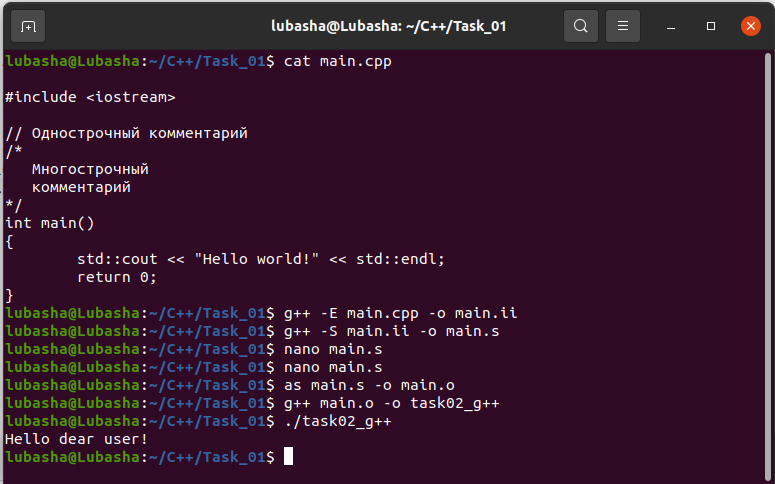 lubasha@Lubasha: ~/C++/Task_01
lubasha@Lubasha:~/C++/Task_01$ cat main.cpp
#include <iostream>
// Однострочный комментарий
/*
Многострочный
комментарий
*/
int main()
{
std::cout << "Hello world!" << std::endl;
return 0;
}
lubasha@Lubasha:~/C++/Task_01$ g++ -E main.cpp -o main.ii
lubasha@Lubasha:~/C++/Task_01$ g++ -S main.ii -o main.s
lubasha@Lubasha:~/C++/Task_01$ nano main.s
lubasha@Lubasha:~/C++/Task_01$ nano main.s
lubasha@Lubasha:~/C++/Task_01$ as main.s -o main.o
lubasha@Lubasha:~/C++/Task_01$ g++ main.o -o task02_g++
lubasha@Lubasha:~/C++/Task_01$ ./task02_g++
Hello dear user!
lubasha@Lubasha:~/C++/Task_01$